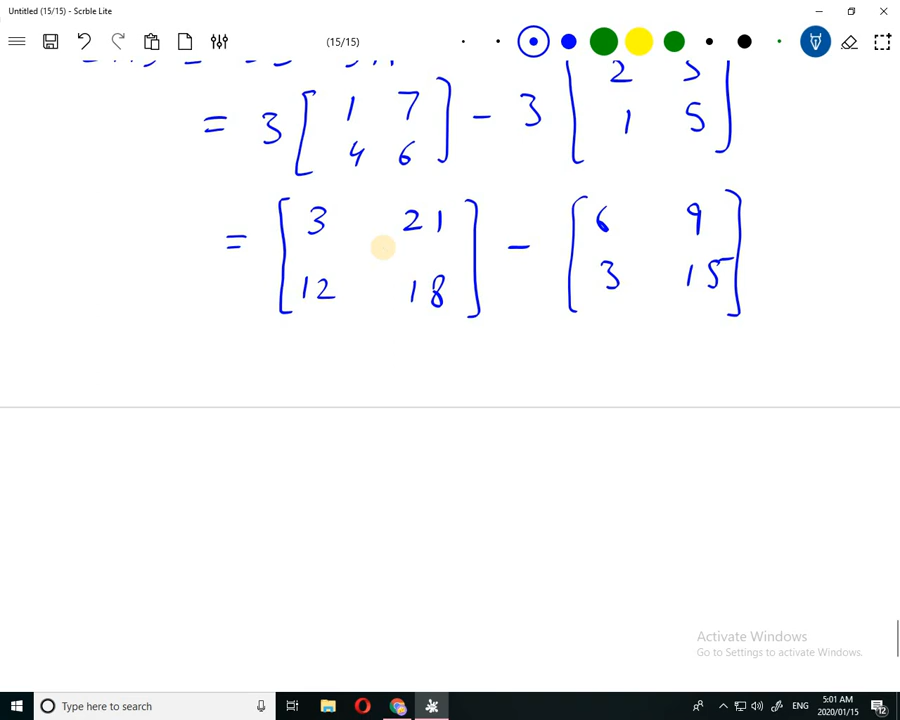 Untitled (15/15) - Scrble Lite
(15/15)
= 3 [ 1 7 ] - 3 [ 2 3 ]
4 6 1 5
= [ 3 21 ] - [ 6 9 ]
12 18 3 15
Activate Windows
Go to Settings to activate Windows.
Type here to search
ENG
5:01 AM
2020/01/15
12